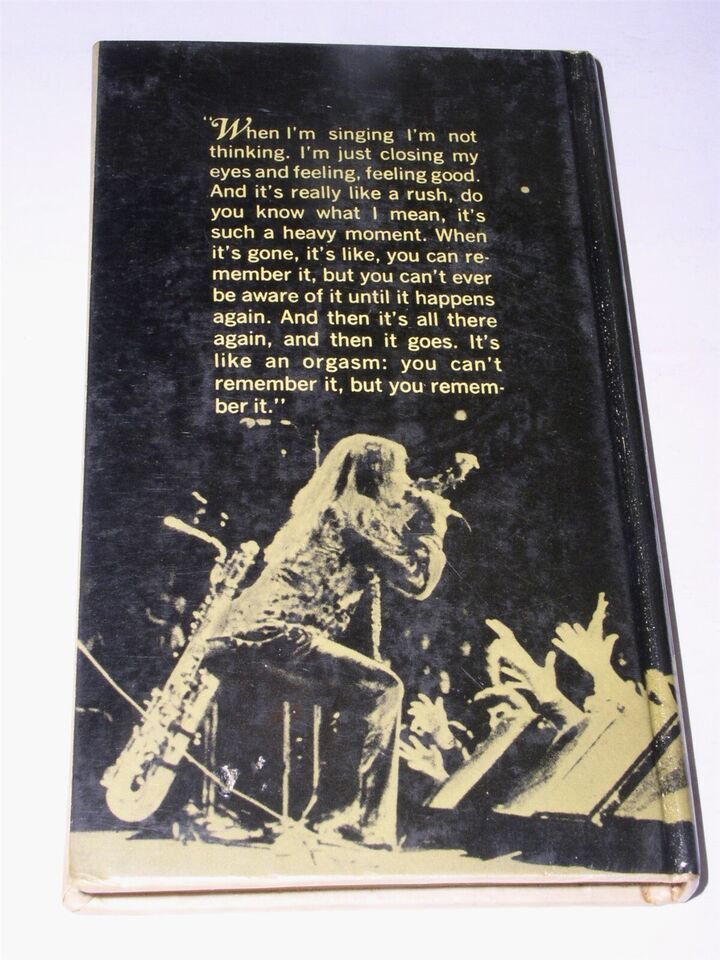 "When I'm singing I'm not
thinking. I'm just closing my
eyes and feeling, feeling good.
And it's really like a rush, do
you know what I mean, it's
such a heavy moment. When
it's gone, it's like, you can re-
member it, but you can't ever
be aware of it until it happens
again. And then it's all there
again, and then it goes. It's
like an orgasm: you can't
remember it, but you remem-
ber it."